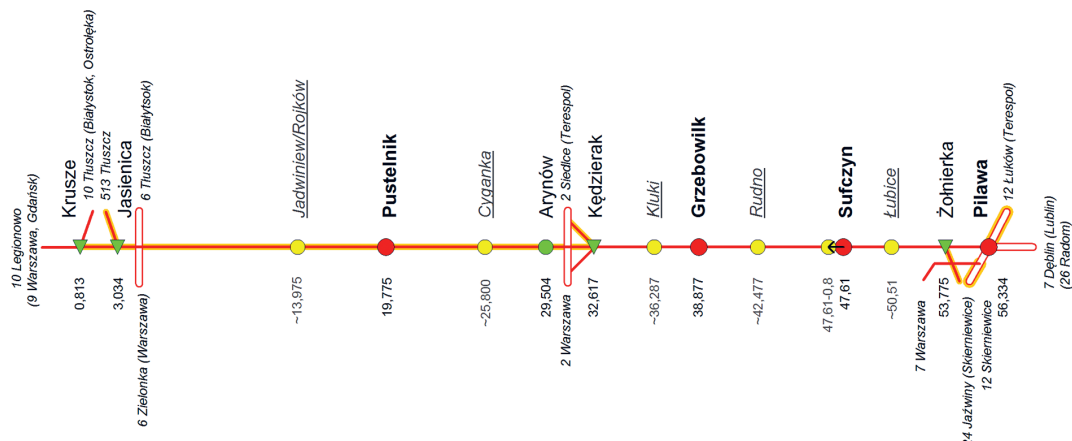 10 Legionowo
(9 Warszawa, Gdańsk)
Krusze
10 Tłuszcz (Białystok, Ostrołęka)
513 Tłuszcz
Jasienica
6 Tłuszcz (Białytsok)
Jadwiniew/Rojków
Pustelnik
Cyganka
Arynów
2 Siedlce (Terespol)
Kędzierak
Kluki
Grzebowilk
Rudno
Sufczyn
Łubice
Żołnierka
Pilawa
12 Łuków (Terespol)
7 Dęblin (Lublin)
(26 Radom)
0,813
3,034
6 Zielonka (Warszawa)
~13,975
19,775
~25,800
29,504
2 Warszawa
32,617
~36,287
38,877
~42,477
47,61-0,8
47,61
~50,51
7 Warszawa
53,775
Jaźwiny (Skierniewice)
12 Skierniewice
56,334